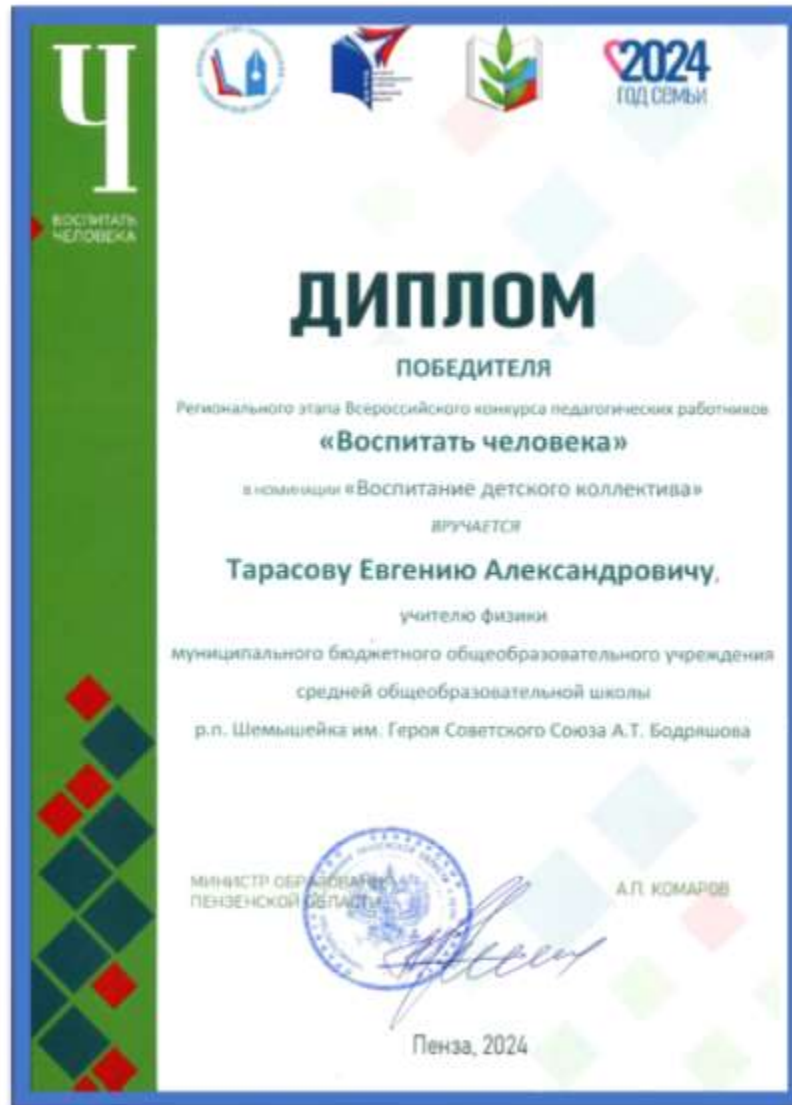 Ч
ВОСПИТАТЬ
ЧЕЛОВЕКА
2024
ГОД СЕМЬИ
ДИПЛОМ
ПОБЕДИТЕЛЯ
Регионального этапа Всероссийского конкурса педагогических работников
«Воспитать человека»
в номинации «Воспитание детского коллектива»
ВРУЧАЕТСЯ
Тарасову Евгению Александровичу,
учителю физики
муниципального бюджетного общеобразовательного учреждения
средней общеобразовательной школы
р.п. Шемышейка им. Героя Советского Союза А.Т. Бодряшова
МИНИСТР ОБРАЗОВАНИЯ
ПЕНЗЕНСКОЙ ОБЛАСТИ
А.П. КОМАРОВ
Пенза, 2024